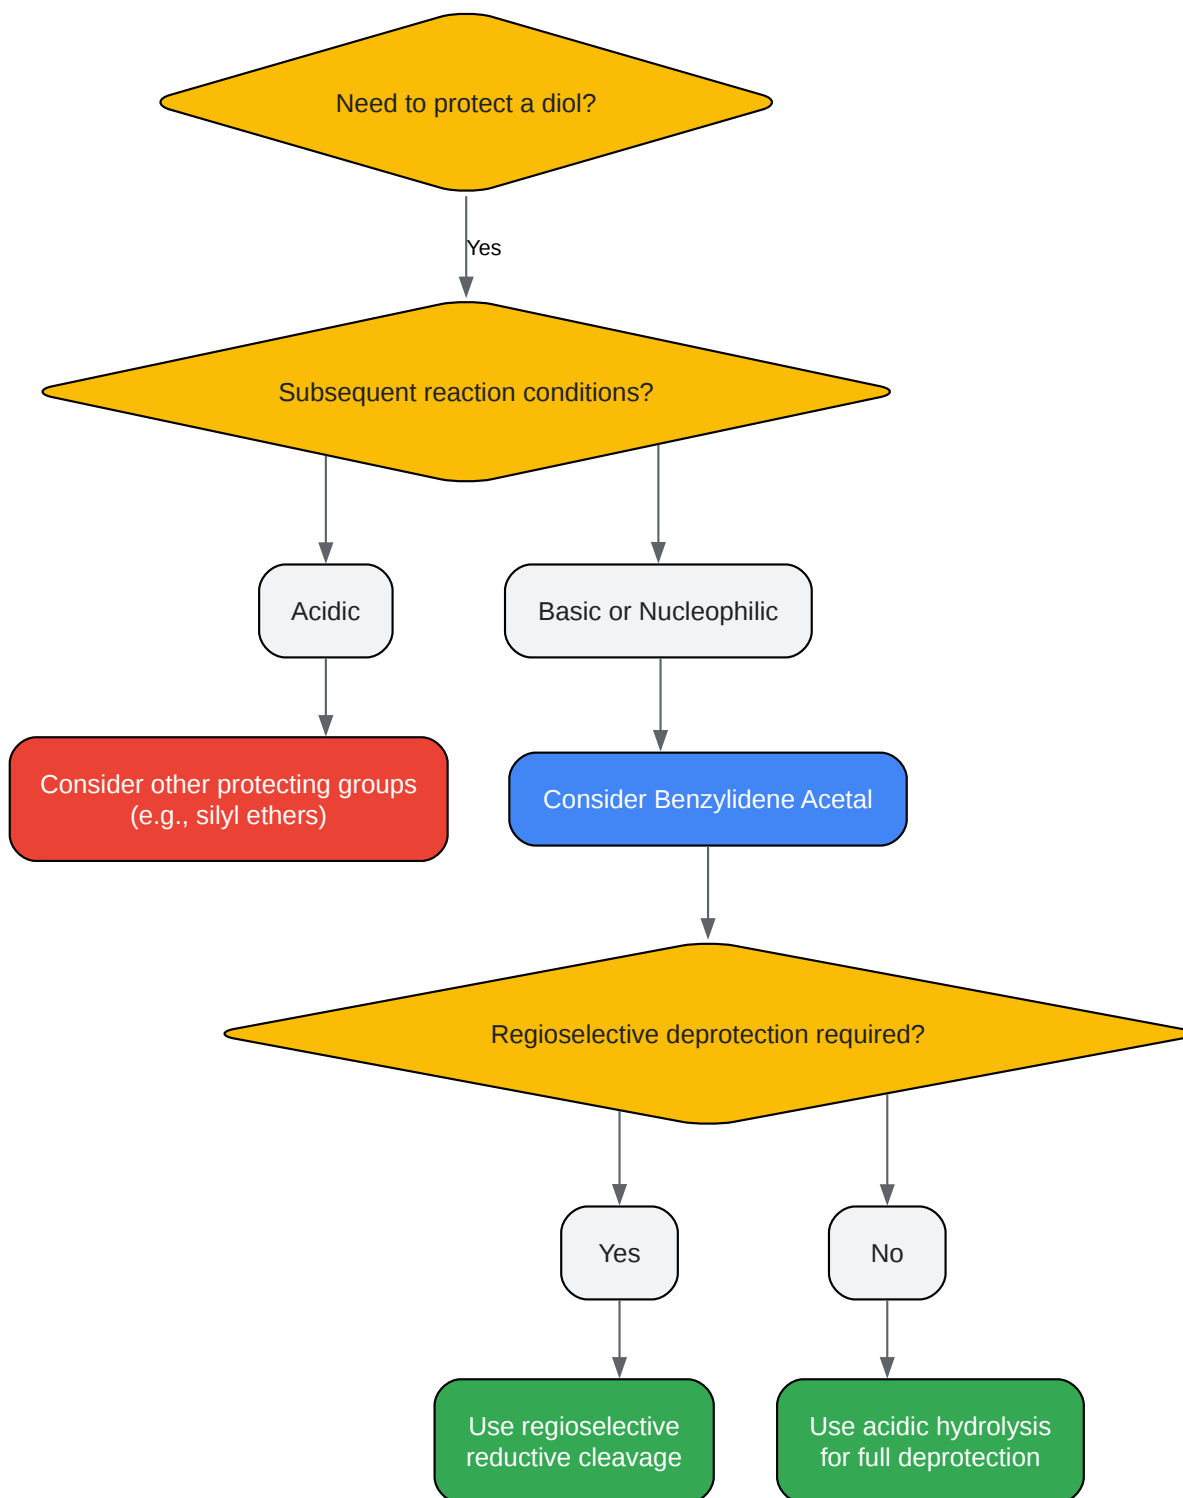 Need to protect a diol?
Yes
Subsequent reaction conditions?
Acidic
Basic or Nucleophilic
Consider other protecting groups
(e.g., silyl ethers)
Consider Benzylidene Acetal
Regioselective deprotection required?
Yes
No
Use regioselective
reductive cleavage
Use acidic hydrolysis
for full deprotection